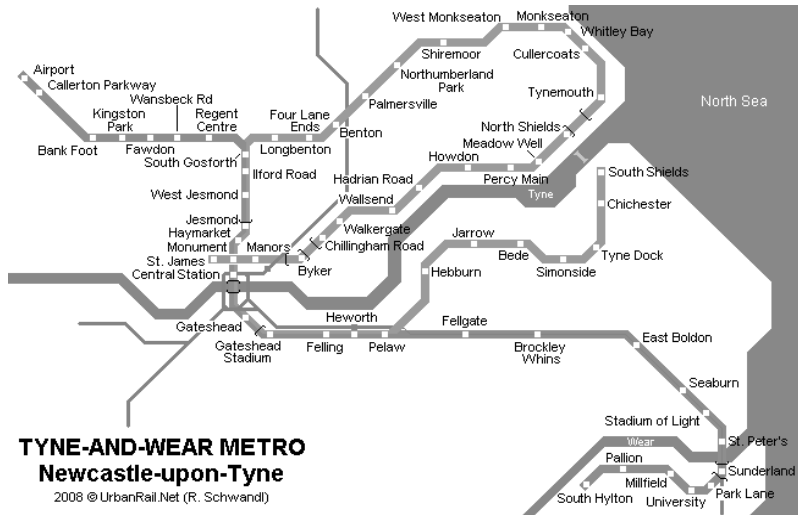 West Monkseaton
Monkseaton
Whitley Bay
Shiremoor
Cullercoats
Airport
Callerton Parkway
Northumberland
Park
Tynemouth
North Sea
Wansbeck Rd
Kingston
Park
Regent
Centre
Four Lane
Ends
Palmersville
Benton
North Shields
Bank Foot
Fawdon
South Gosforth
Longbenton
Meadow Well
Howdon
Ilford Road
Hadrian Road
Percy Main
South Shields
West Jesmond
Wallsend
Tyne
Chichester
Jesmond
Haymarket
Walkergate
Monument
Manors
Chillingham Road
Jarrow
St. James
Byker
Bede
Tyne Dock
Central Station
Hebburn
Simonside
Gateshead
Heworth
Fellgate
Gateshead
Stadium
Felling
Pelaw
Brockley
Whins
East Boldon
Seaburn
Stadium of Light
TYNE-AND-WEAR METRO
Newcastle-upon-Tyne
2008 © UrbanRail.Net (R. Schwandl)
Wear
St. Peter's
Pallion
Sunderland
Millfield
South Hylton
University
Park Lane